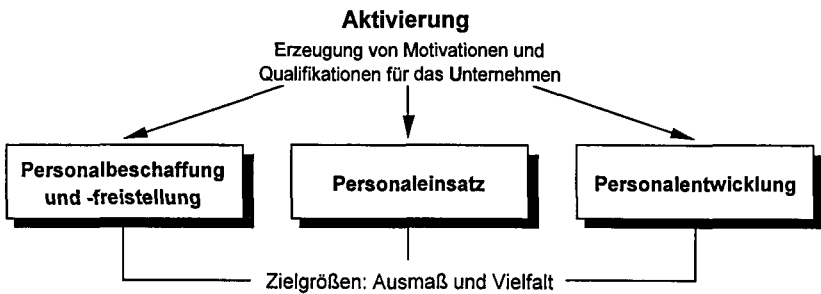 Aktivierung
Erzeugung von Motivationen und
Qualifikationen für das Unternehmen
Personalbeschaffung
und -freistellung
Personaleinsatz
Personalentwicklung
Zielgrößen: Ausmaß und Vielfalt